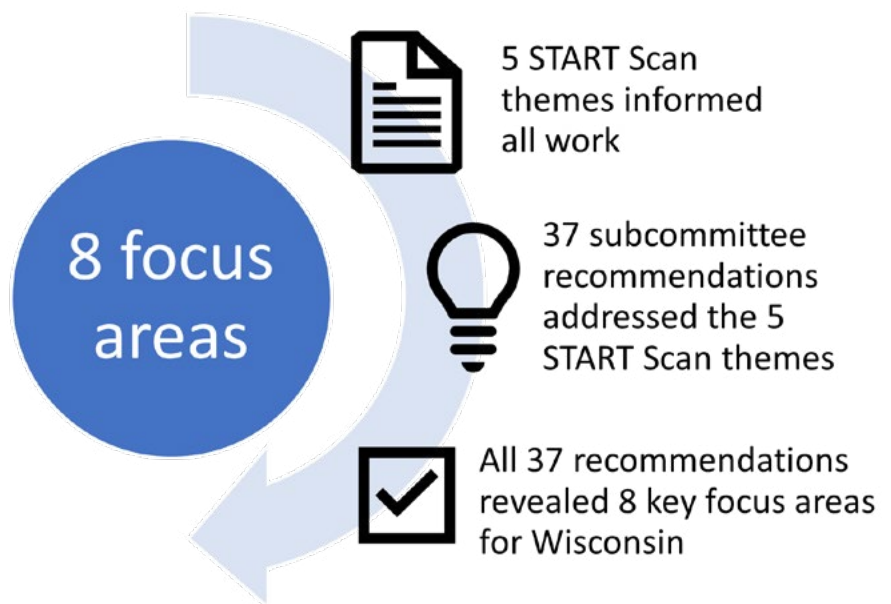 5 START Scan
themes informed
all work
8 focus
areas
37 subcommittee
recommendations
addressed the 5
START Scan themes
All 37 recommendations
revealed 8 key focus areas
for Wisconsin